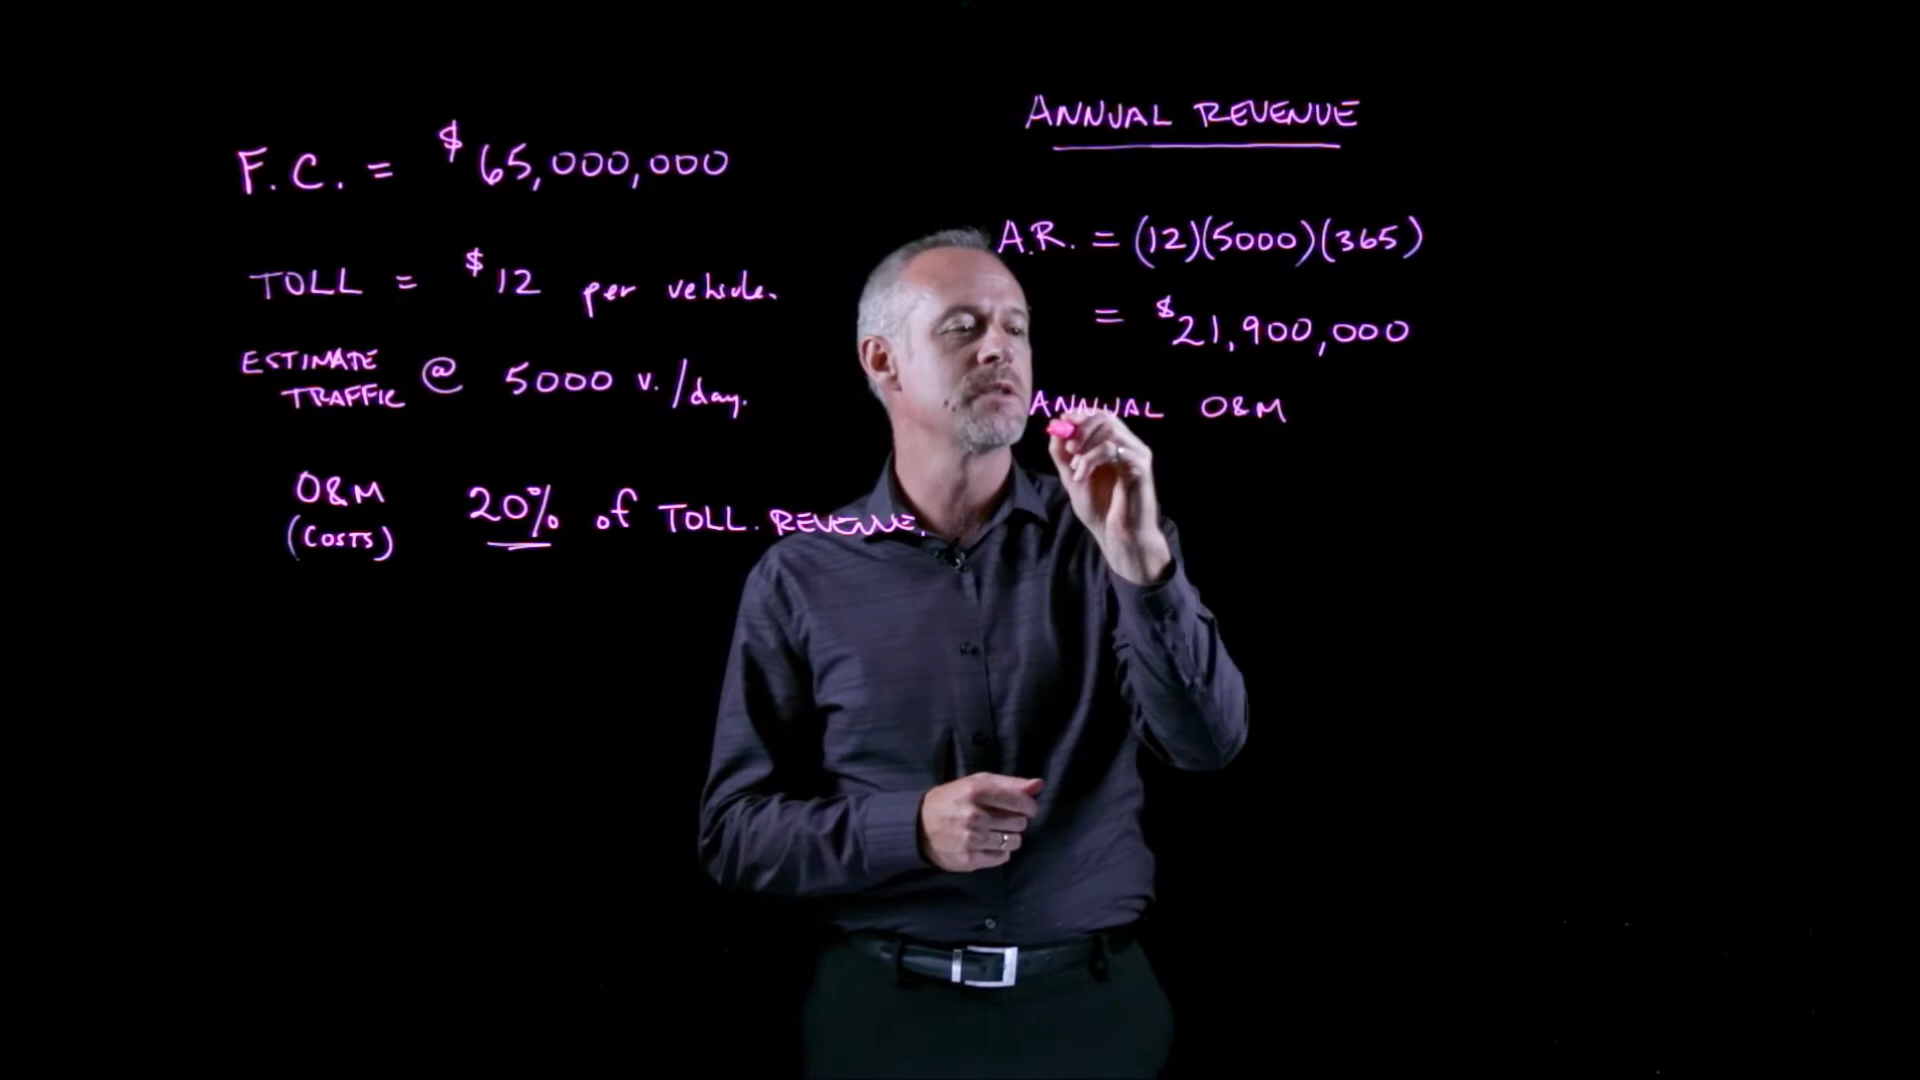 F.C. = $65,000,000
TOLL = $12 per vehicle.
ESTIMATE TRAFFIC @ 5000 v./day.
O&M (COSTS) 20% of TOLL. REVENUE.
ANNUAL REVENUE
A.R. = (12)(5000)(365)
= $21,900,000
ANNUAL O&M